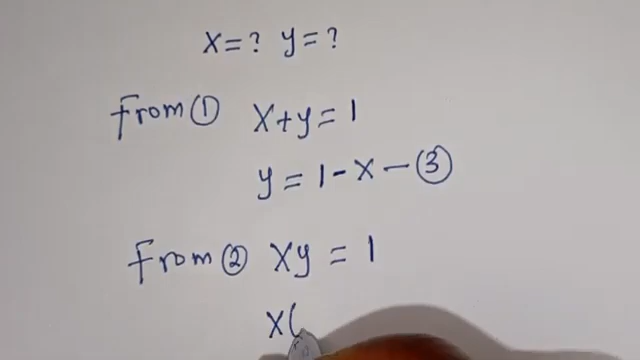 x = ? y = ?
From ① x + y = 1
y = 1 - x — ③
From ② xy = 1
x(